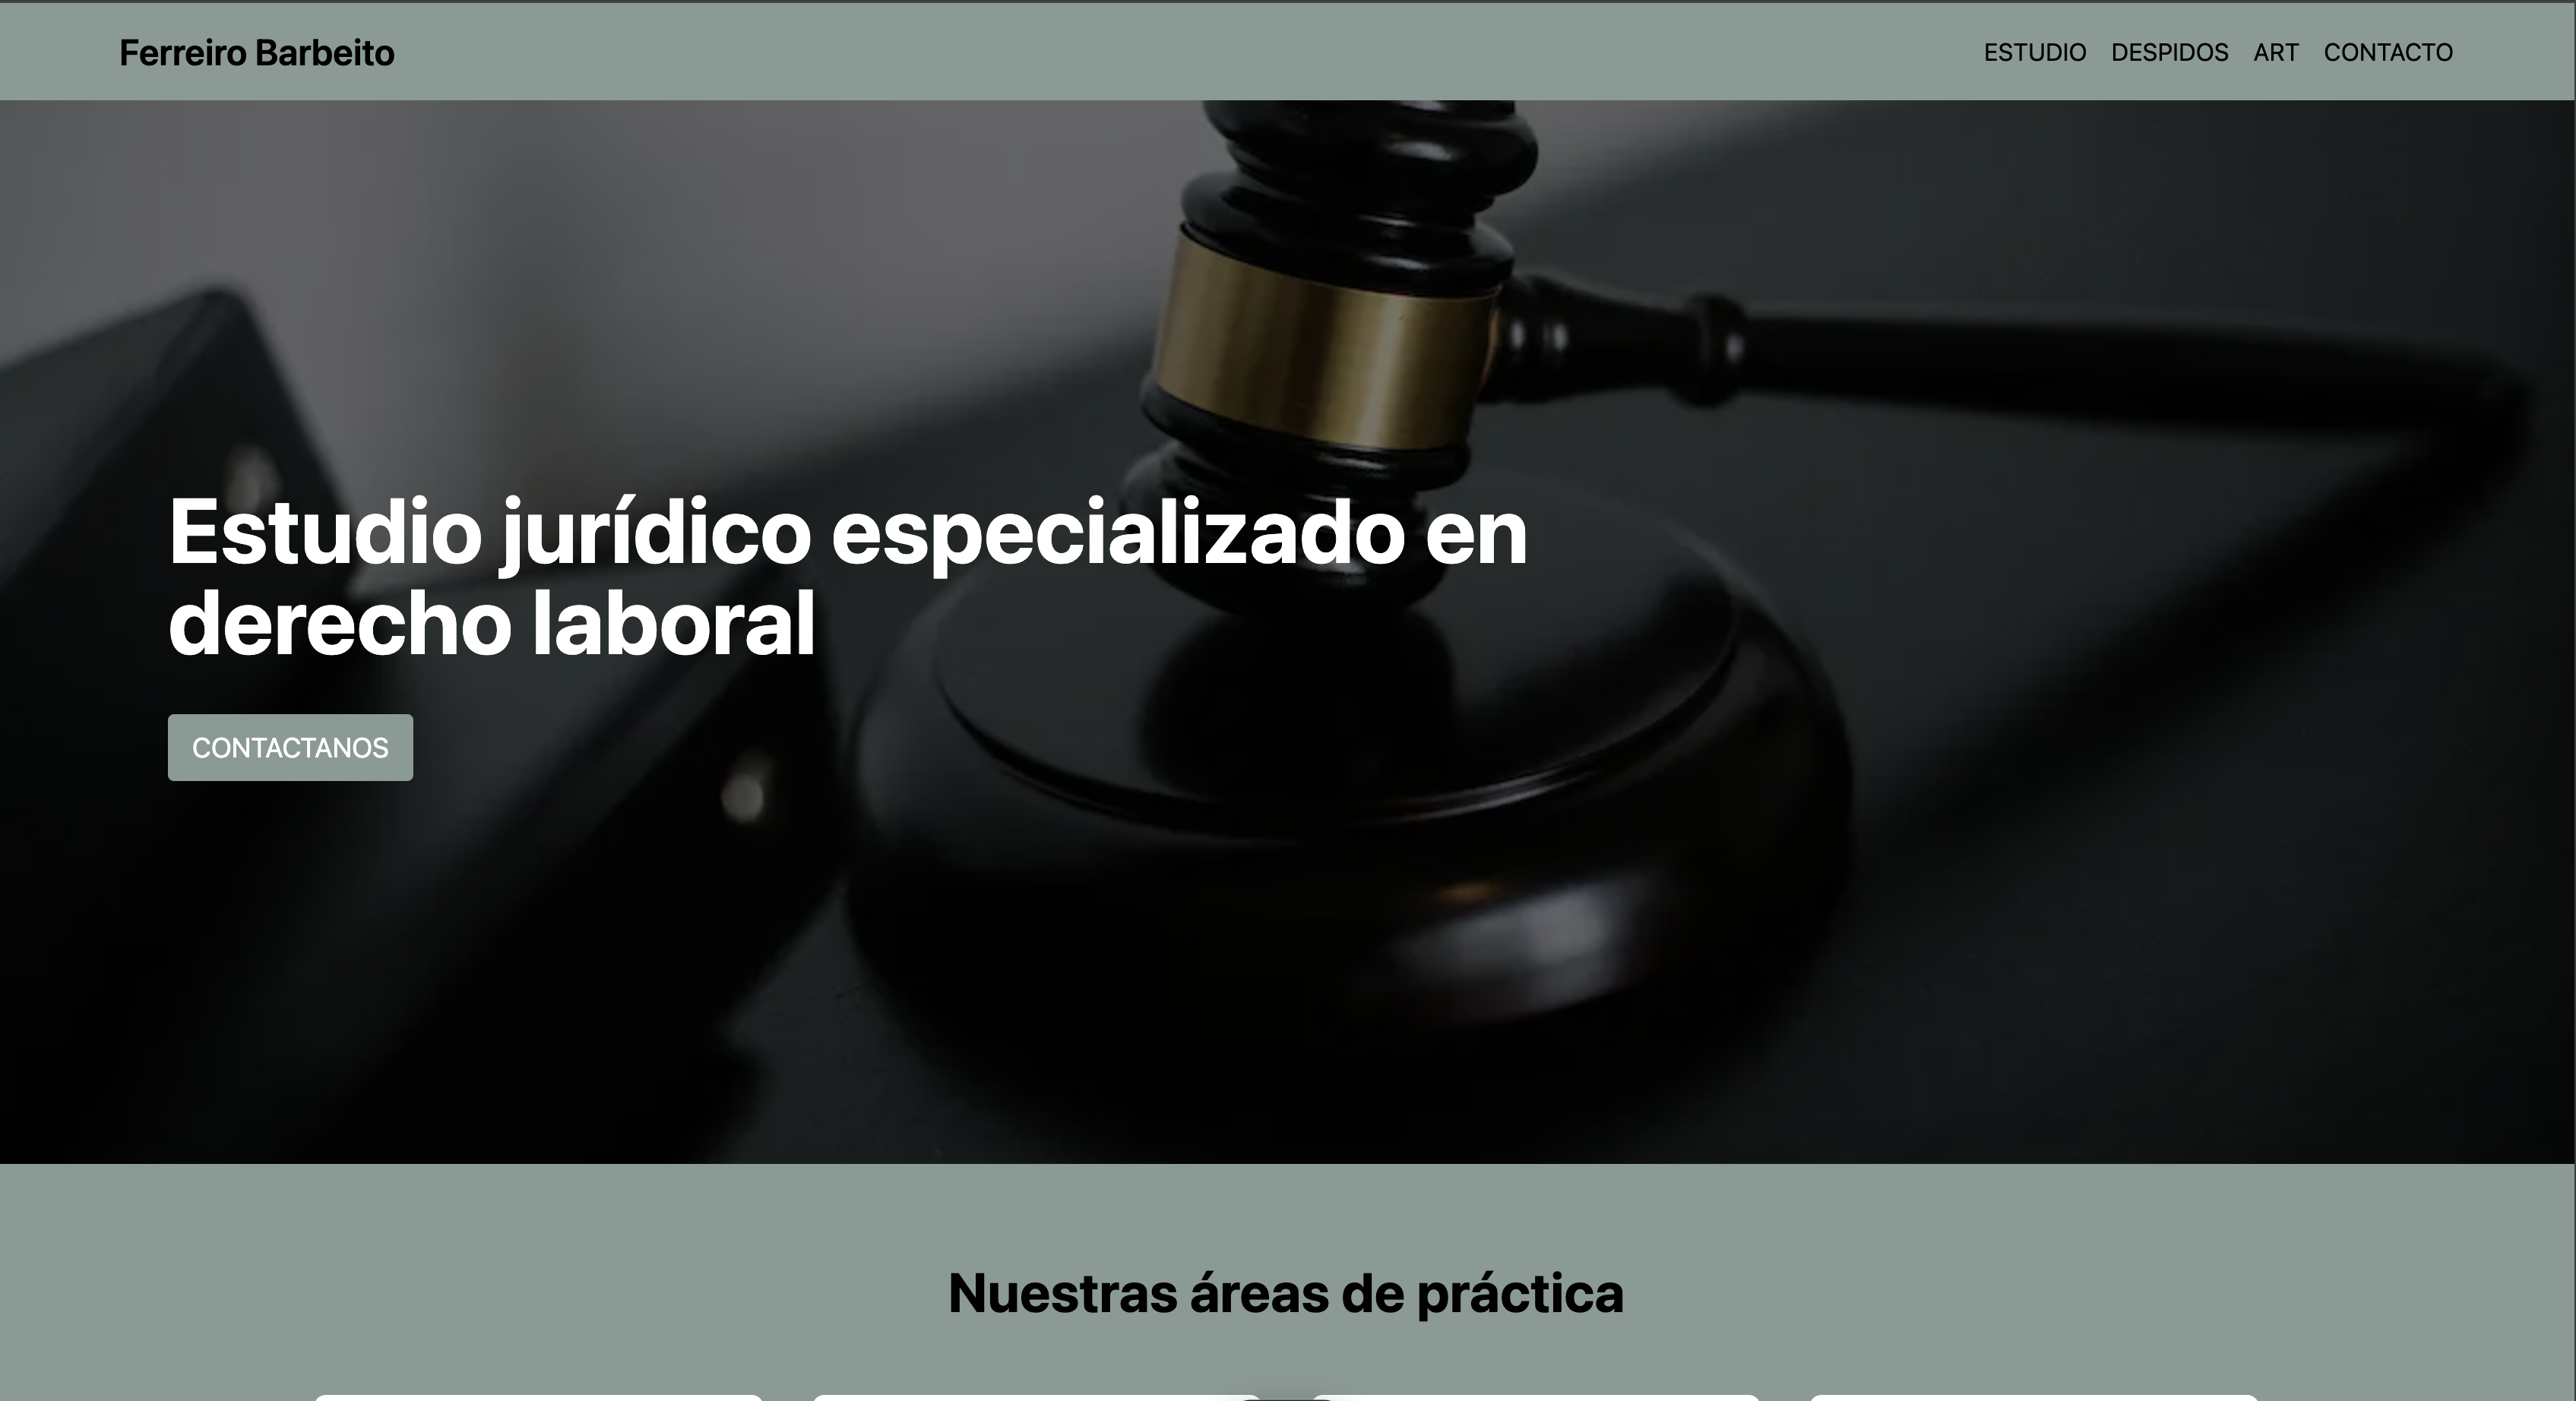 Ferreiro Barbeito
ESTUDIO DESPIDOS ART CONTACTO
Estudio jurídico especializado en
derecho laboral
CONTACTANOS
Nuestras áreas de práctica